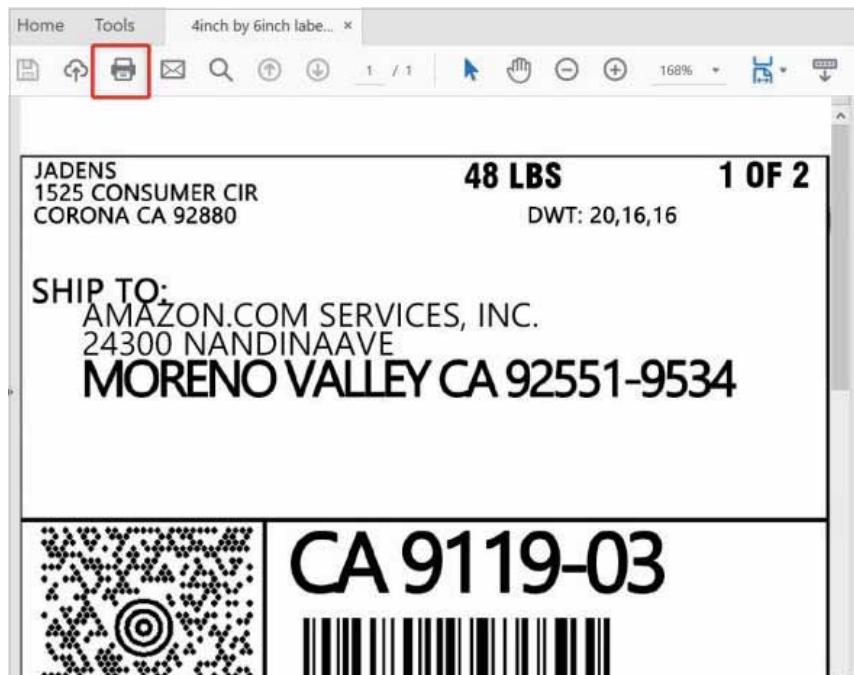 Home Tools 4inch by 6inch labe... ×
1 / 1 168%
JADENS 48 LBS 1 OF 2
1525 CONSUMER CIR
CORONA CA 92880 DWT: 20,16,16
SHIP TO:
AMAZON.COM SERVICES, INC.
24300 NANDINAAVE
MORENO VALLEY CA 92551-9534
CA 9119-03